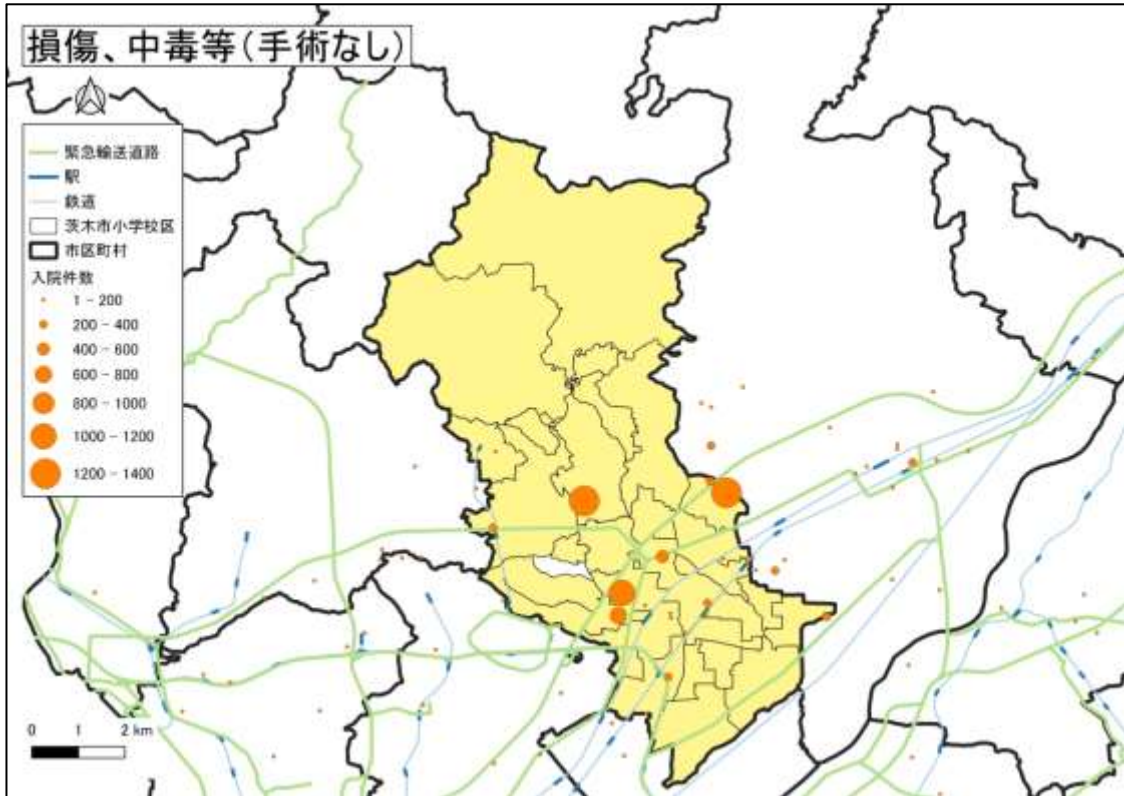 損傷、中毒等(手術なし)
緊急輸送道路
駅
鉄道
茨木市小学校区
市区町村
入院件数
1 - 200
200 - 400
400 - 600
600 - 800
800 - 1000
1000 - 1200
1200 - 1400
0 1 2 km